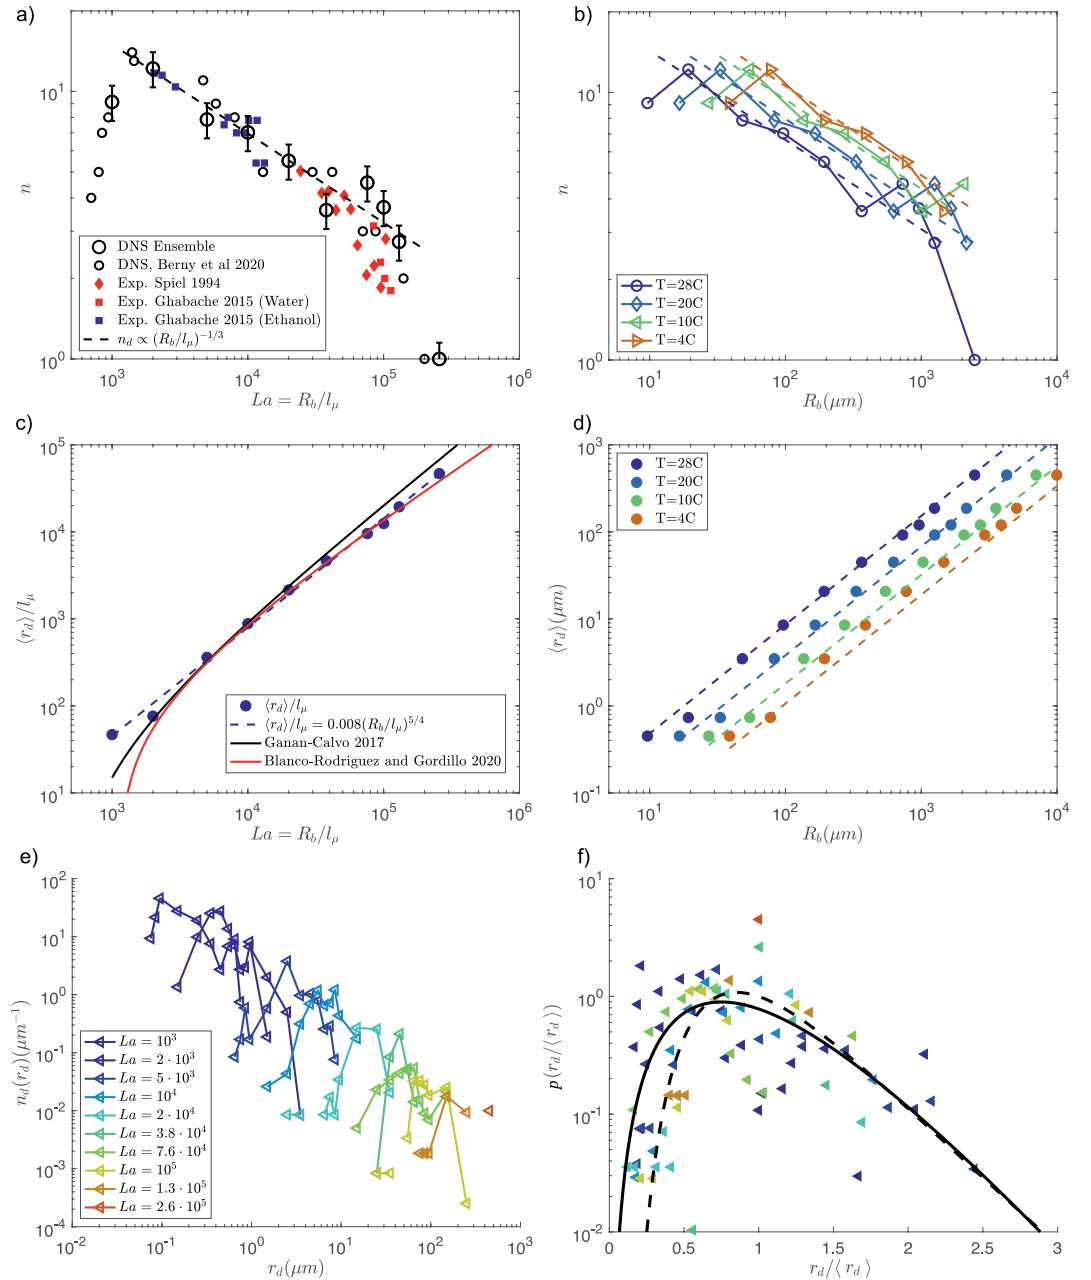 a)
10^1
10^0
n
DNS Ensemble
DNS, Berny et al 2020
Exp. Spiel 1994
Exp. Ghabache 2015 (Water)
Exp. Ghabache 2015 (Ethanol)
n_d ∝ (R_b/l_μ)^{-1/3}
10^3 10^4 10^5 10^6
La = R_b/l_μ
b)
10^1
10^0
n
T=28C
T=20C
T=10C
T=4C
10^1 10^2 10^3 10^4
R_b(μm)
c)
10^5
10^4
10^3
10^2
10^1
⟨r_d⟩/l_μ
⟨r_d⟩/l_μ
⟨r_d⟩/l_μ = 0.008(R_b/l_μ)^{5/4}
Ganan-Calvo 2017
Blanco-Rodriguez and Gordillo 2020
10^3 10^4 10^5 10^6
La = R_b/l_μ
d)
10^3
10^2
10^1
10^0
10^{-1}
⟨r_d⟩(μm)
T=28C
T=20C
T=10C
T=4C
10^1 10^2 10^3 10^4
R_b(μm)
e)
10^2
10^1
10^0
10^{-1}
10^{-2}
10^{-3}
10^{-4}
n_d(r_d)(μm^{-1})
La = 10^3
La = 2 · 10^3
La = 5 · 10^3
La = 10^4
La = 2 · 10^4
La = 3.8 · 10^4
La = 7.6 · 10^4
La = 10^5
La = 1.3 · 10^5
La = 2.6 · 10^5
10^{-2} 10^{-1} 10^0 10^1 10^2 10^3
r_d(μm)
f)
10^1
10^0
10^{-1}
10^{-2}
p(r_d/⟨r_d⟩)
0 0.5 1 1.5 2 2.5 3
r_d/⟨r_d⟩